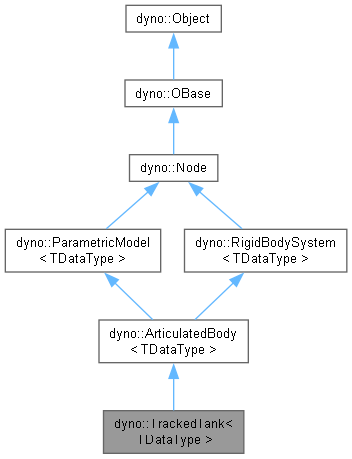 dyno::Object
dyno::OBase
dyno::Node
dyno::ParametricModel
< TDataType >
dyno::RigidBodySystem
< TDataType >
dyno::ArticulatedBody
< TDataType >
dyno::TrackedTank<
TDataType >